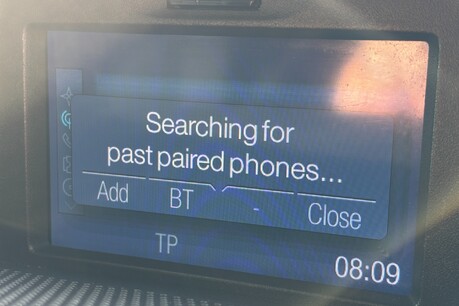 Searching for
past paired phones...
Add BT - Close
TP
08:09